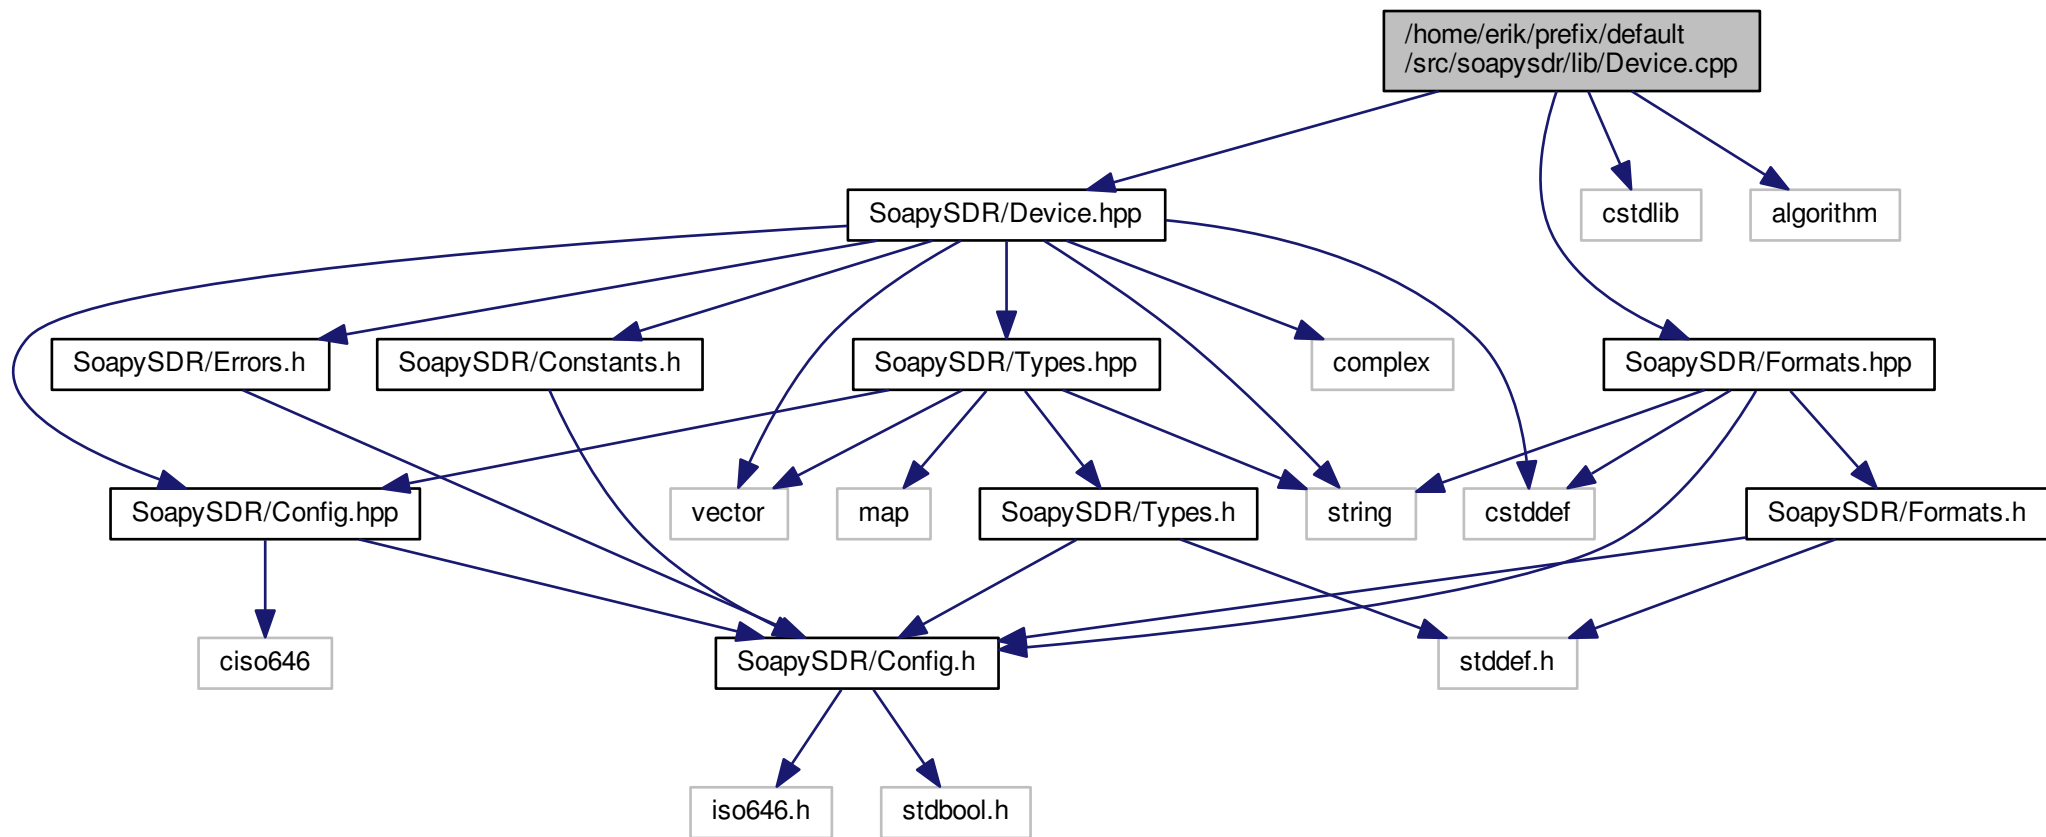 /home/erik/prefix/default
/src/soapysdr/lib/Device.cpp
SoapySDR/Device.hpp
cstdlib
algorithm
SoapySDR/Errors.h
SoapySDR/Constants.h
SoapySDR/Types.hpp
complex
SoapySDR/Formats.hpp
SoapySDR/Config.hpp
vector
map
SoapySDR/Types.h
string
cstddef
SoapySDR/Formats.h
ciso646
SoapySDR/Config.h
stddef.h
iso646.h
stdbool.h